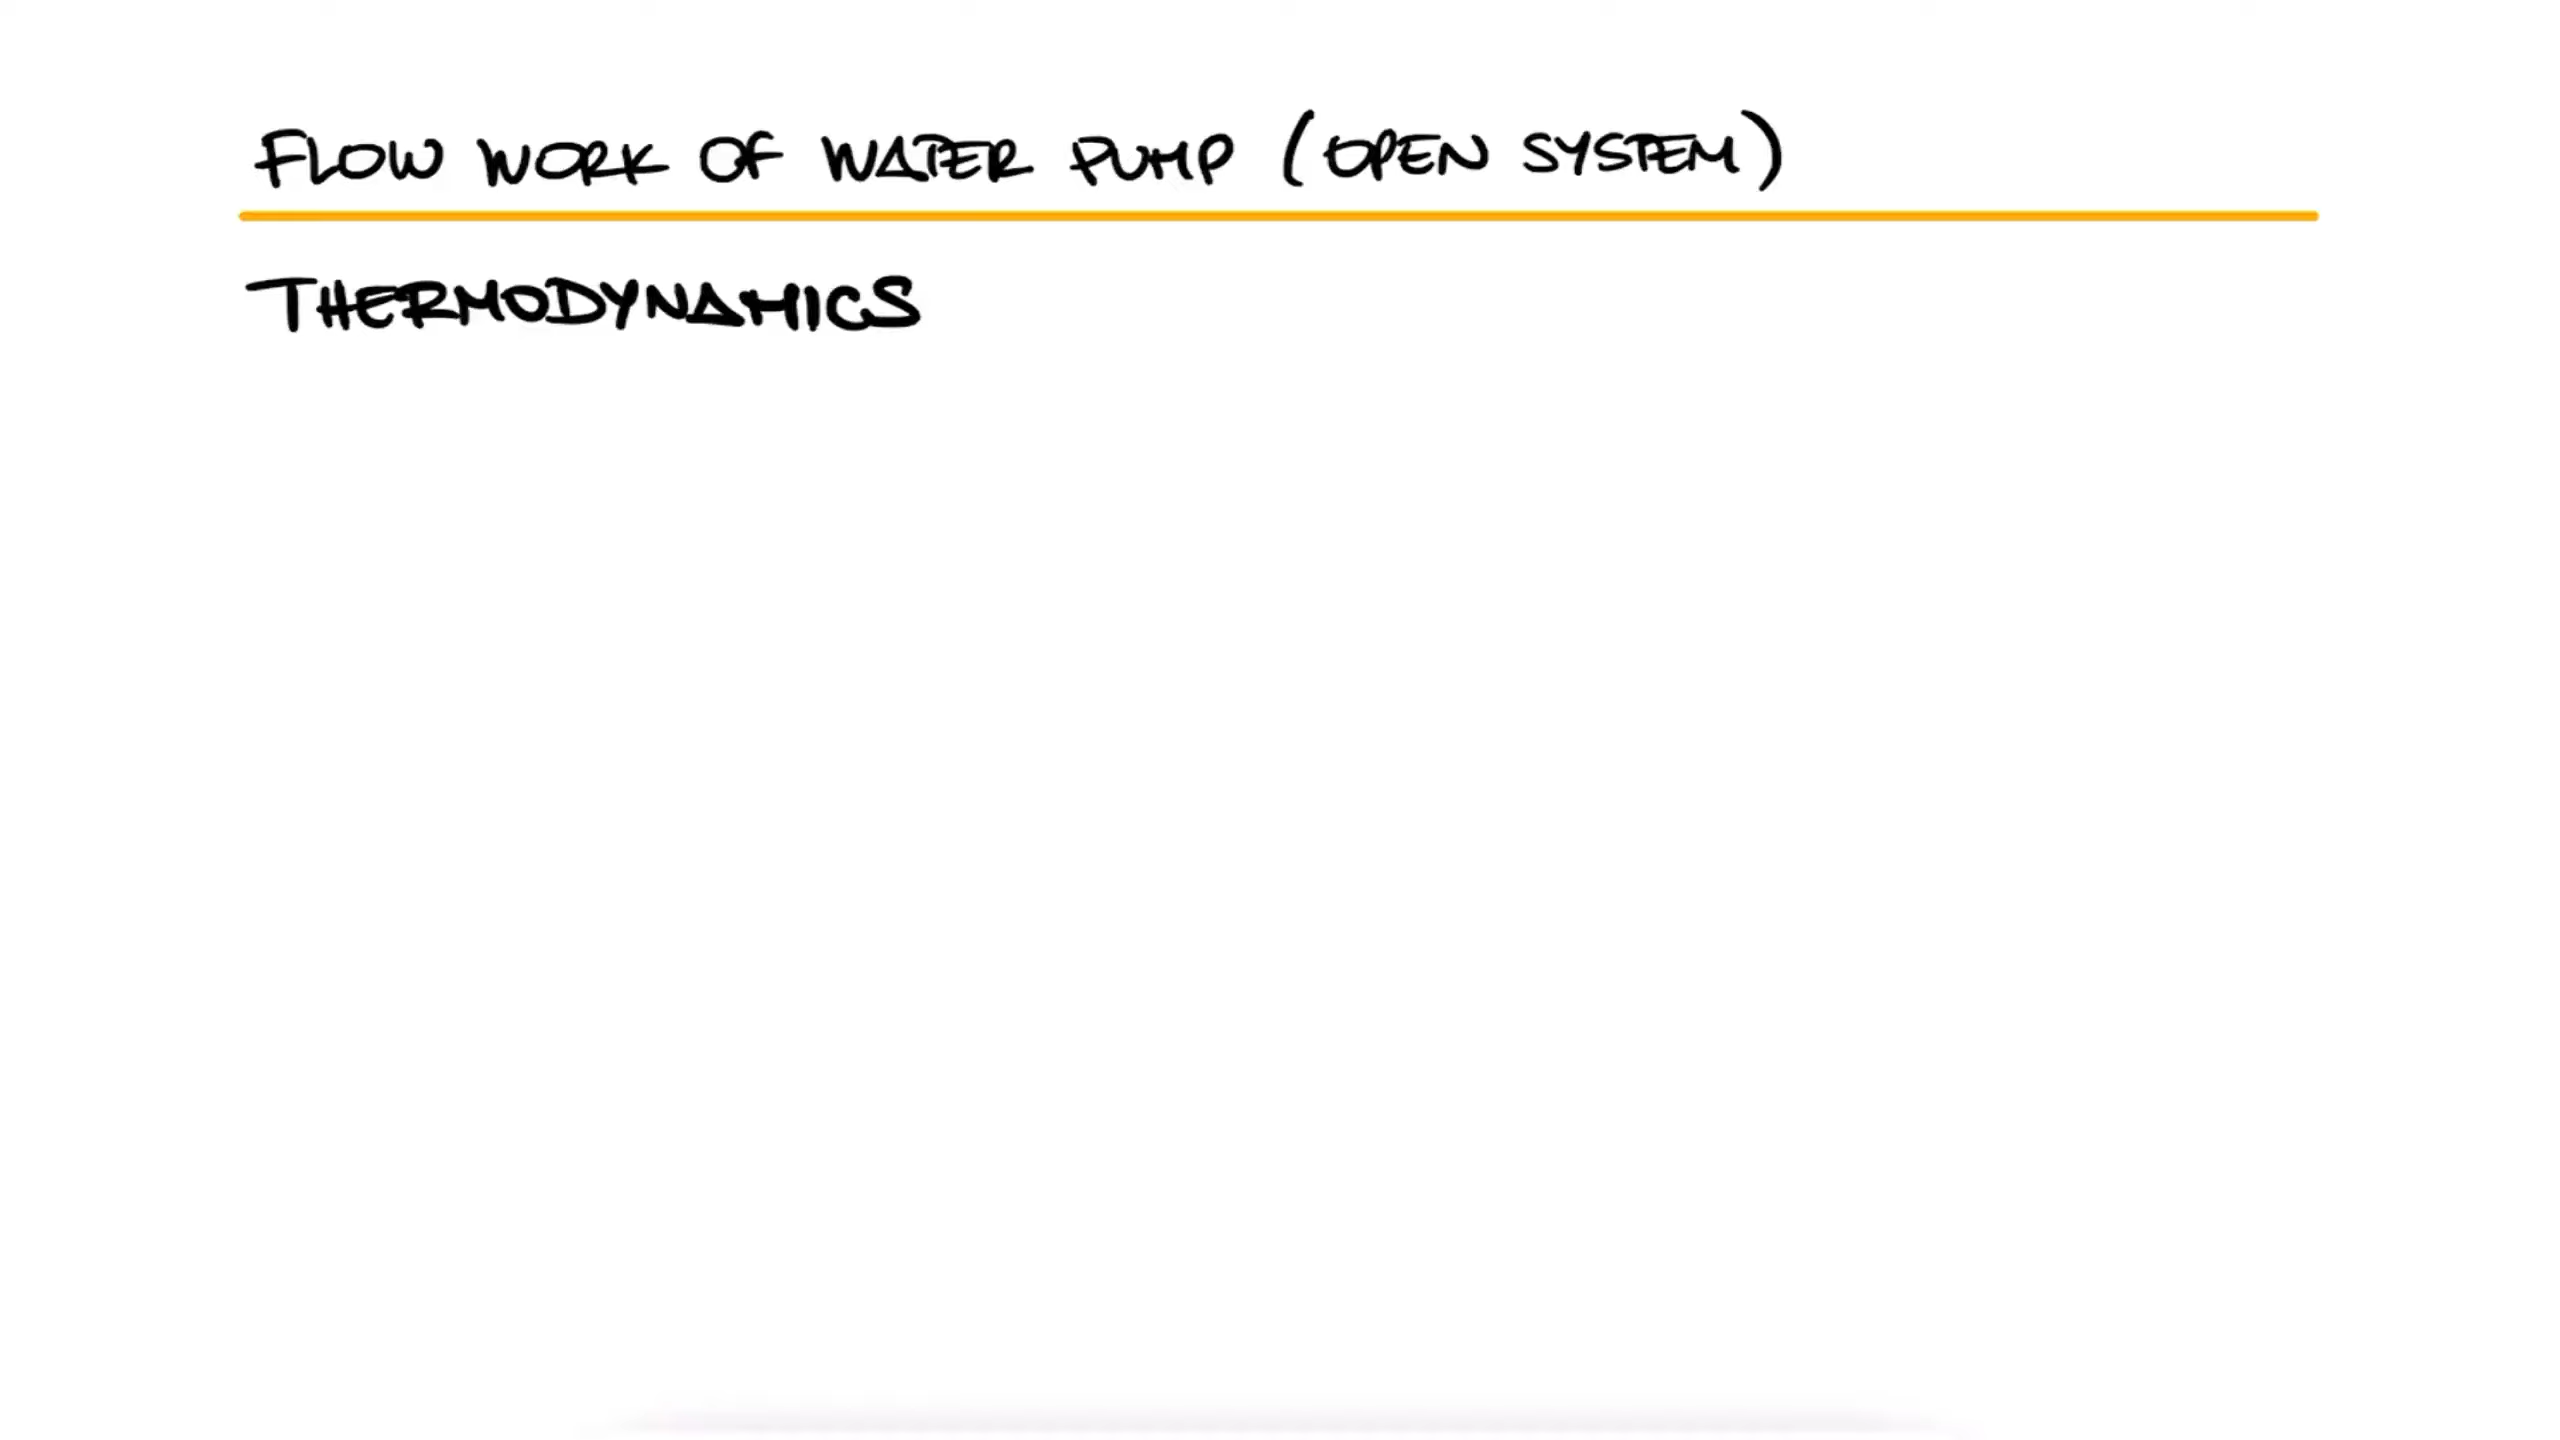 FLOW WORK OF WATER PUMP (OPEN SYSTEM)
THERMODYNAMICS